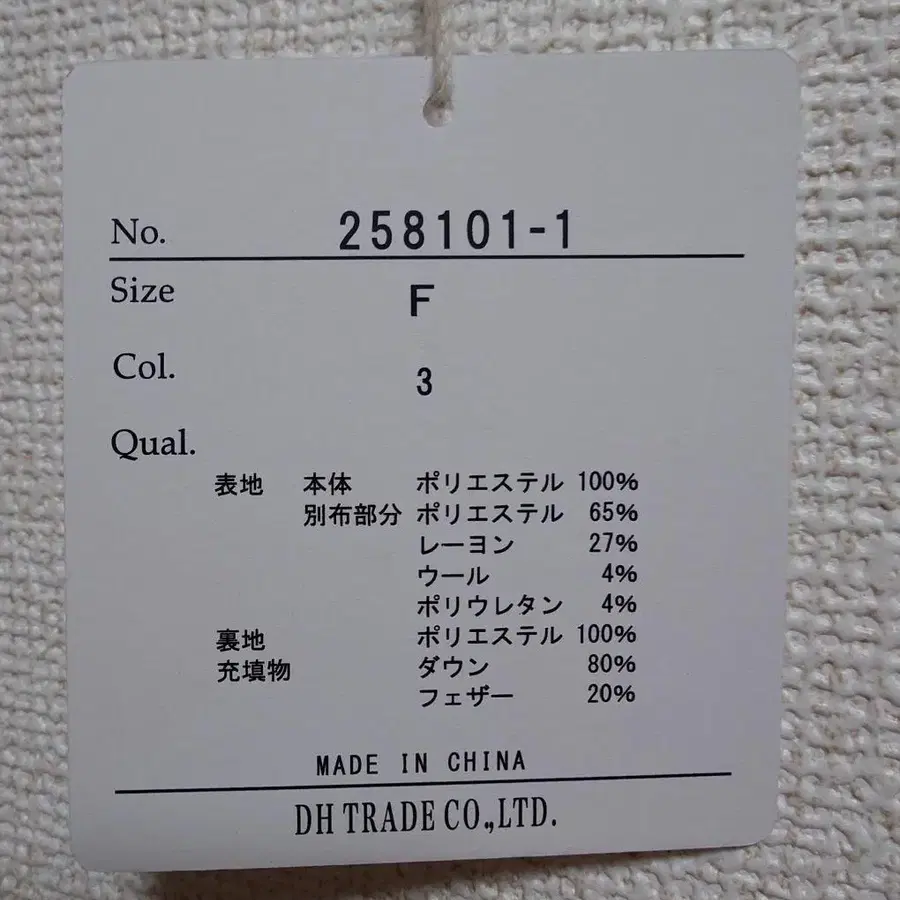 No. 258101-1
Size F
Col. 3
Qual.
表地 本体 ポリエステル 100%
別布部分 ポリエステル 65%
レーヨン 27%
ウール 4%
ポリウレタン 4%
裏地 ポリエステル 100%
充填物 ダウン 80%
フェザー 20%
MADE IN CHINA
DH TRADE CO.,LTD.